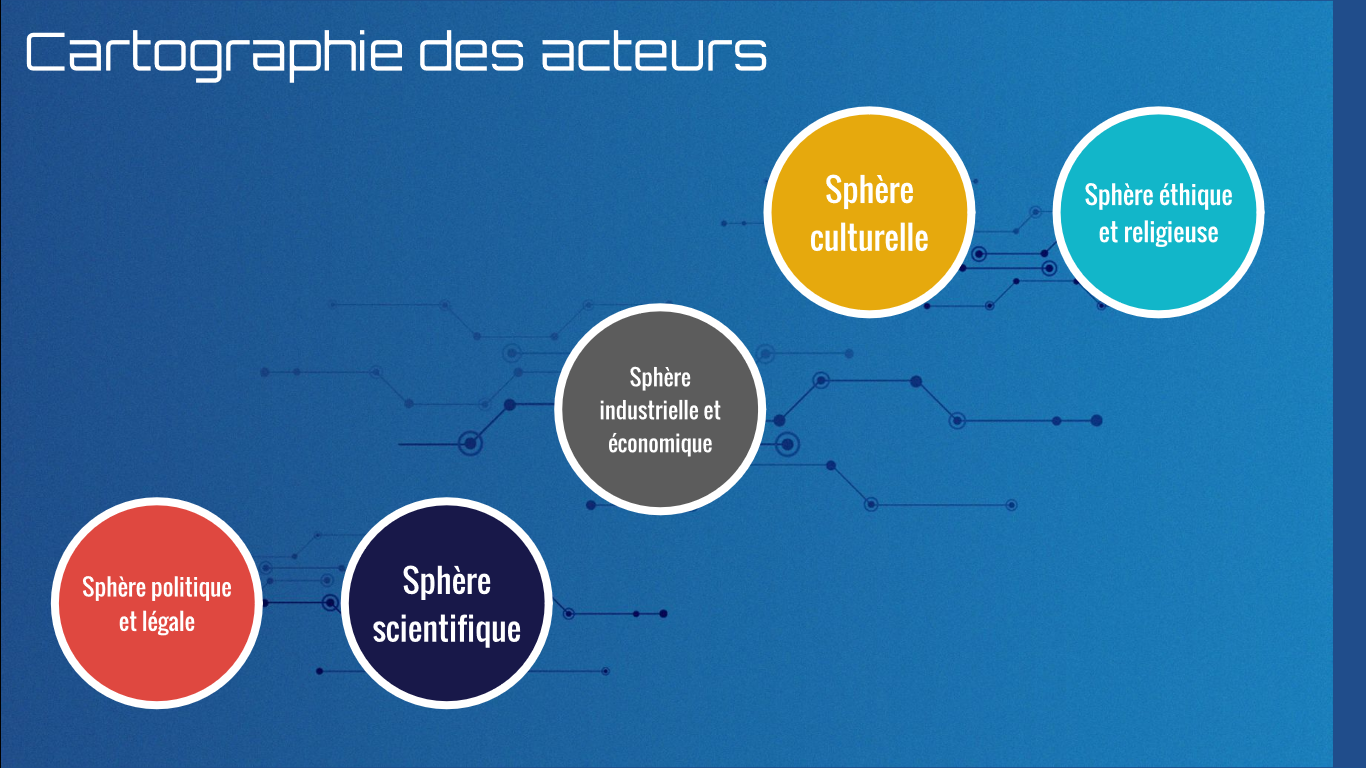 Cartographie des acteurs
Sphère
culturelle
Sphère éthique
et religieuse
Sphère
industrielle et
économique
Sphère politique
et légale
Sphère
scientifique